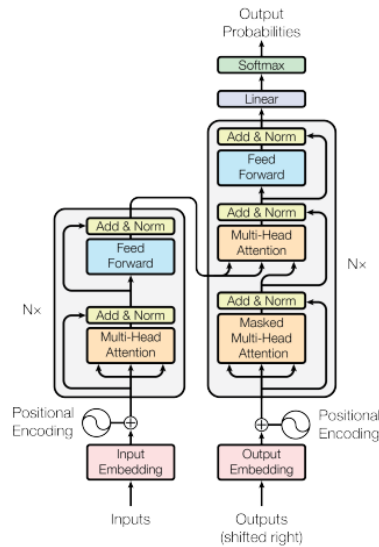 Output
Probabilities
Softmax
Linear
Add & Norm
Feed
Forward
Add & Norm
Multi-Head
Attention
Nx
Add & Norm
Masked
Multi-Head
Attention
Add & Norm
Feed
Forward
Nx
Add & Norm
Multi-Head
Attention
Positional
Encoding
Positional
Encoding
Input
Embedding
Output
Embedding
Inputs
Outputs
(shifted right)